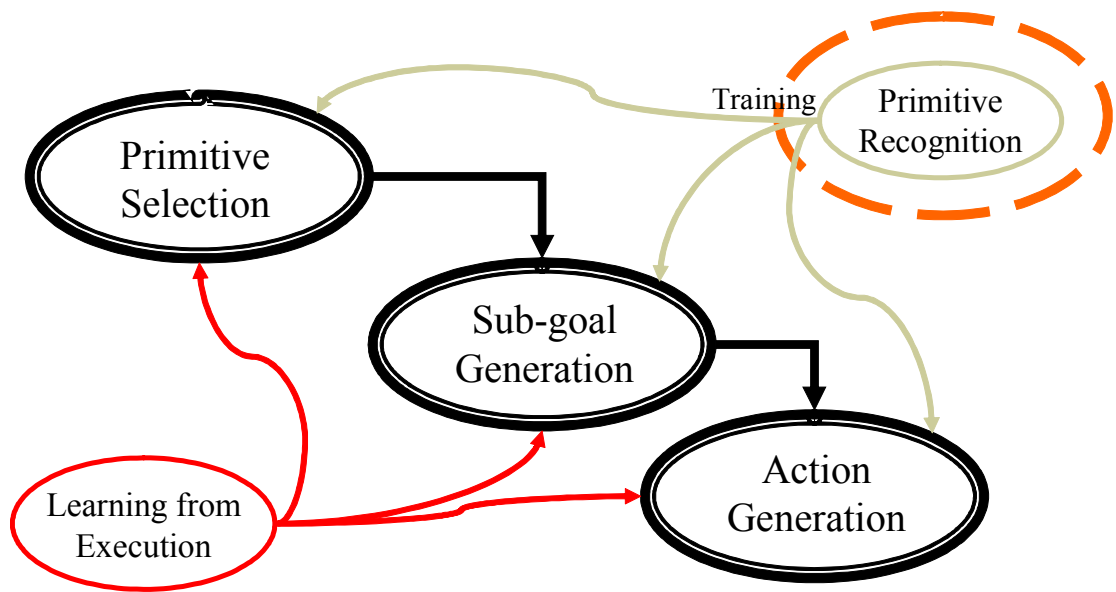 Training
Primitive
Recognition
Primitive
Selection
Sub-goal
Generation
Learning from
Execution
Action
Generation